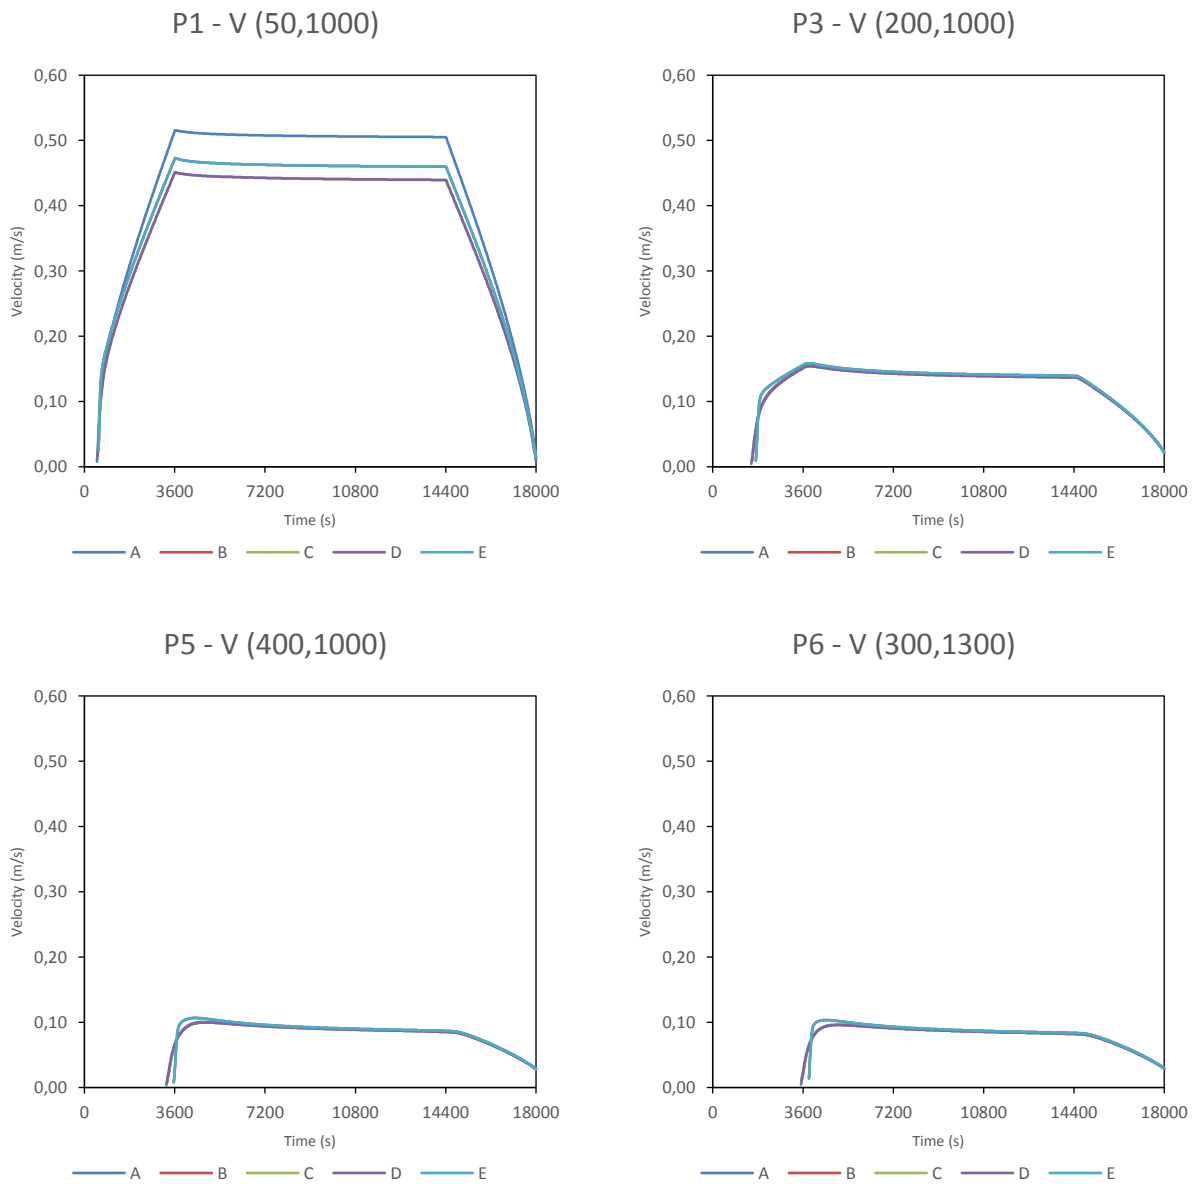 P1 - V (50,1000)
0,60
0,50
0,40
0,30
0,20
0,10
0,00
Velocity (m/s)
0 3600 7200 10800 14400 18000
Time (s)
A B C D E
P3 - V (200,1000)
0,60
0,50
0,40
0,30
0,20
0,10
0,00
Velocity (m/s)
0 3600 7200 10800 14400 18000
Time (s)
A B C D E
P5 - V (400,1000)
0,60
0,50
0,40
0,30
0,20
0,10
0,00
Velocity (m/s)
0 3600 7200 10800 14400 18000
Time (s)
A B C D E
P6 - V (300,1300)
0,60
0,50
0,40
0,30
0,20
0,10
0,00
Velocity (m/s)
0 3600 7200 10800 14400 18000
Time (s)
A B C D E